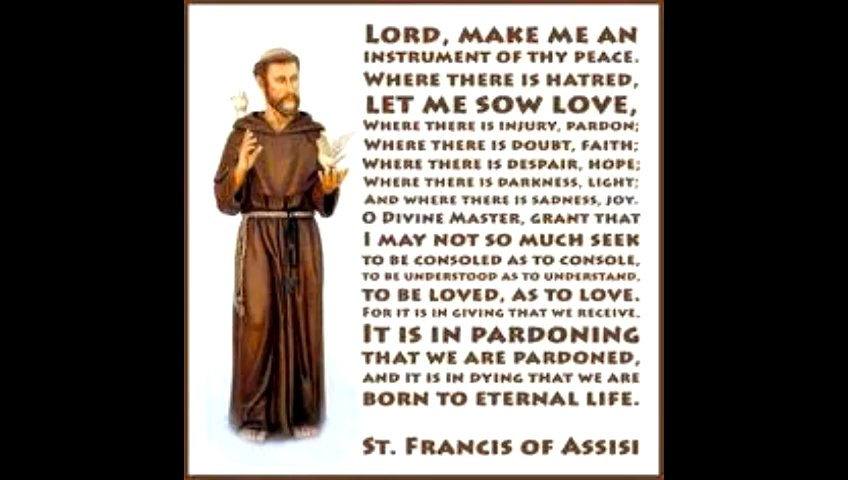 Lord, make me an
instrument of thy peace.
Where there is hatred,
let me sow love,
Where there is injury, pardon;
Where there is doubt, faith;
Where there is despair, hope;
Where there is darkness, light;
And where there is sadness, joy.
O Divine Master, grant that
I may not so much seek
to be consoled as to console,
to be understood as to understand,
to be loved, as to love.
For it is in giving that we receive.
It is in pardoning
that we are pardoned,
and it is in dying that we are
born to eternal life.
St. Francis of Assisi